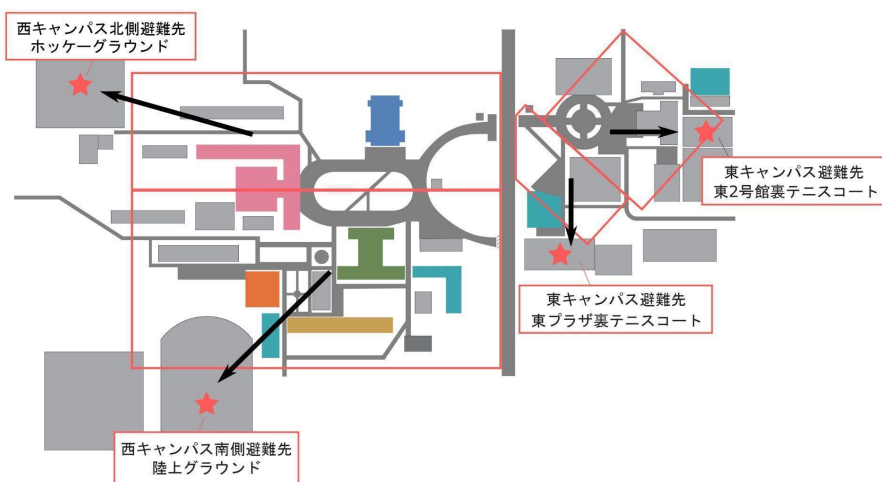 西キャンパス北側避難先
ホッケーグラウンド
東キャンパス避難先
東2号館裏テニスコート
東キャンパス避難先
東プラザ裏テニスコート
西キャンパス南側避難先
陸上グラウンド